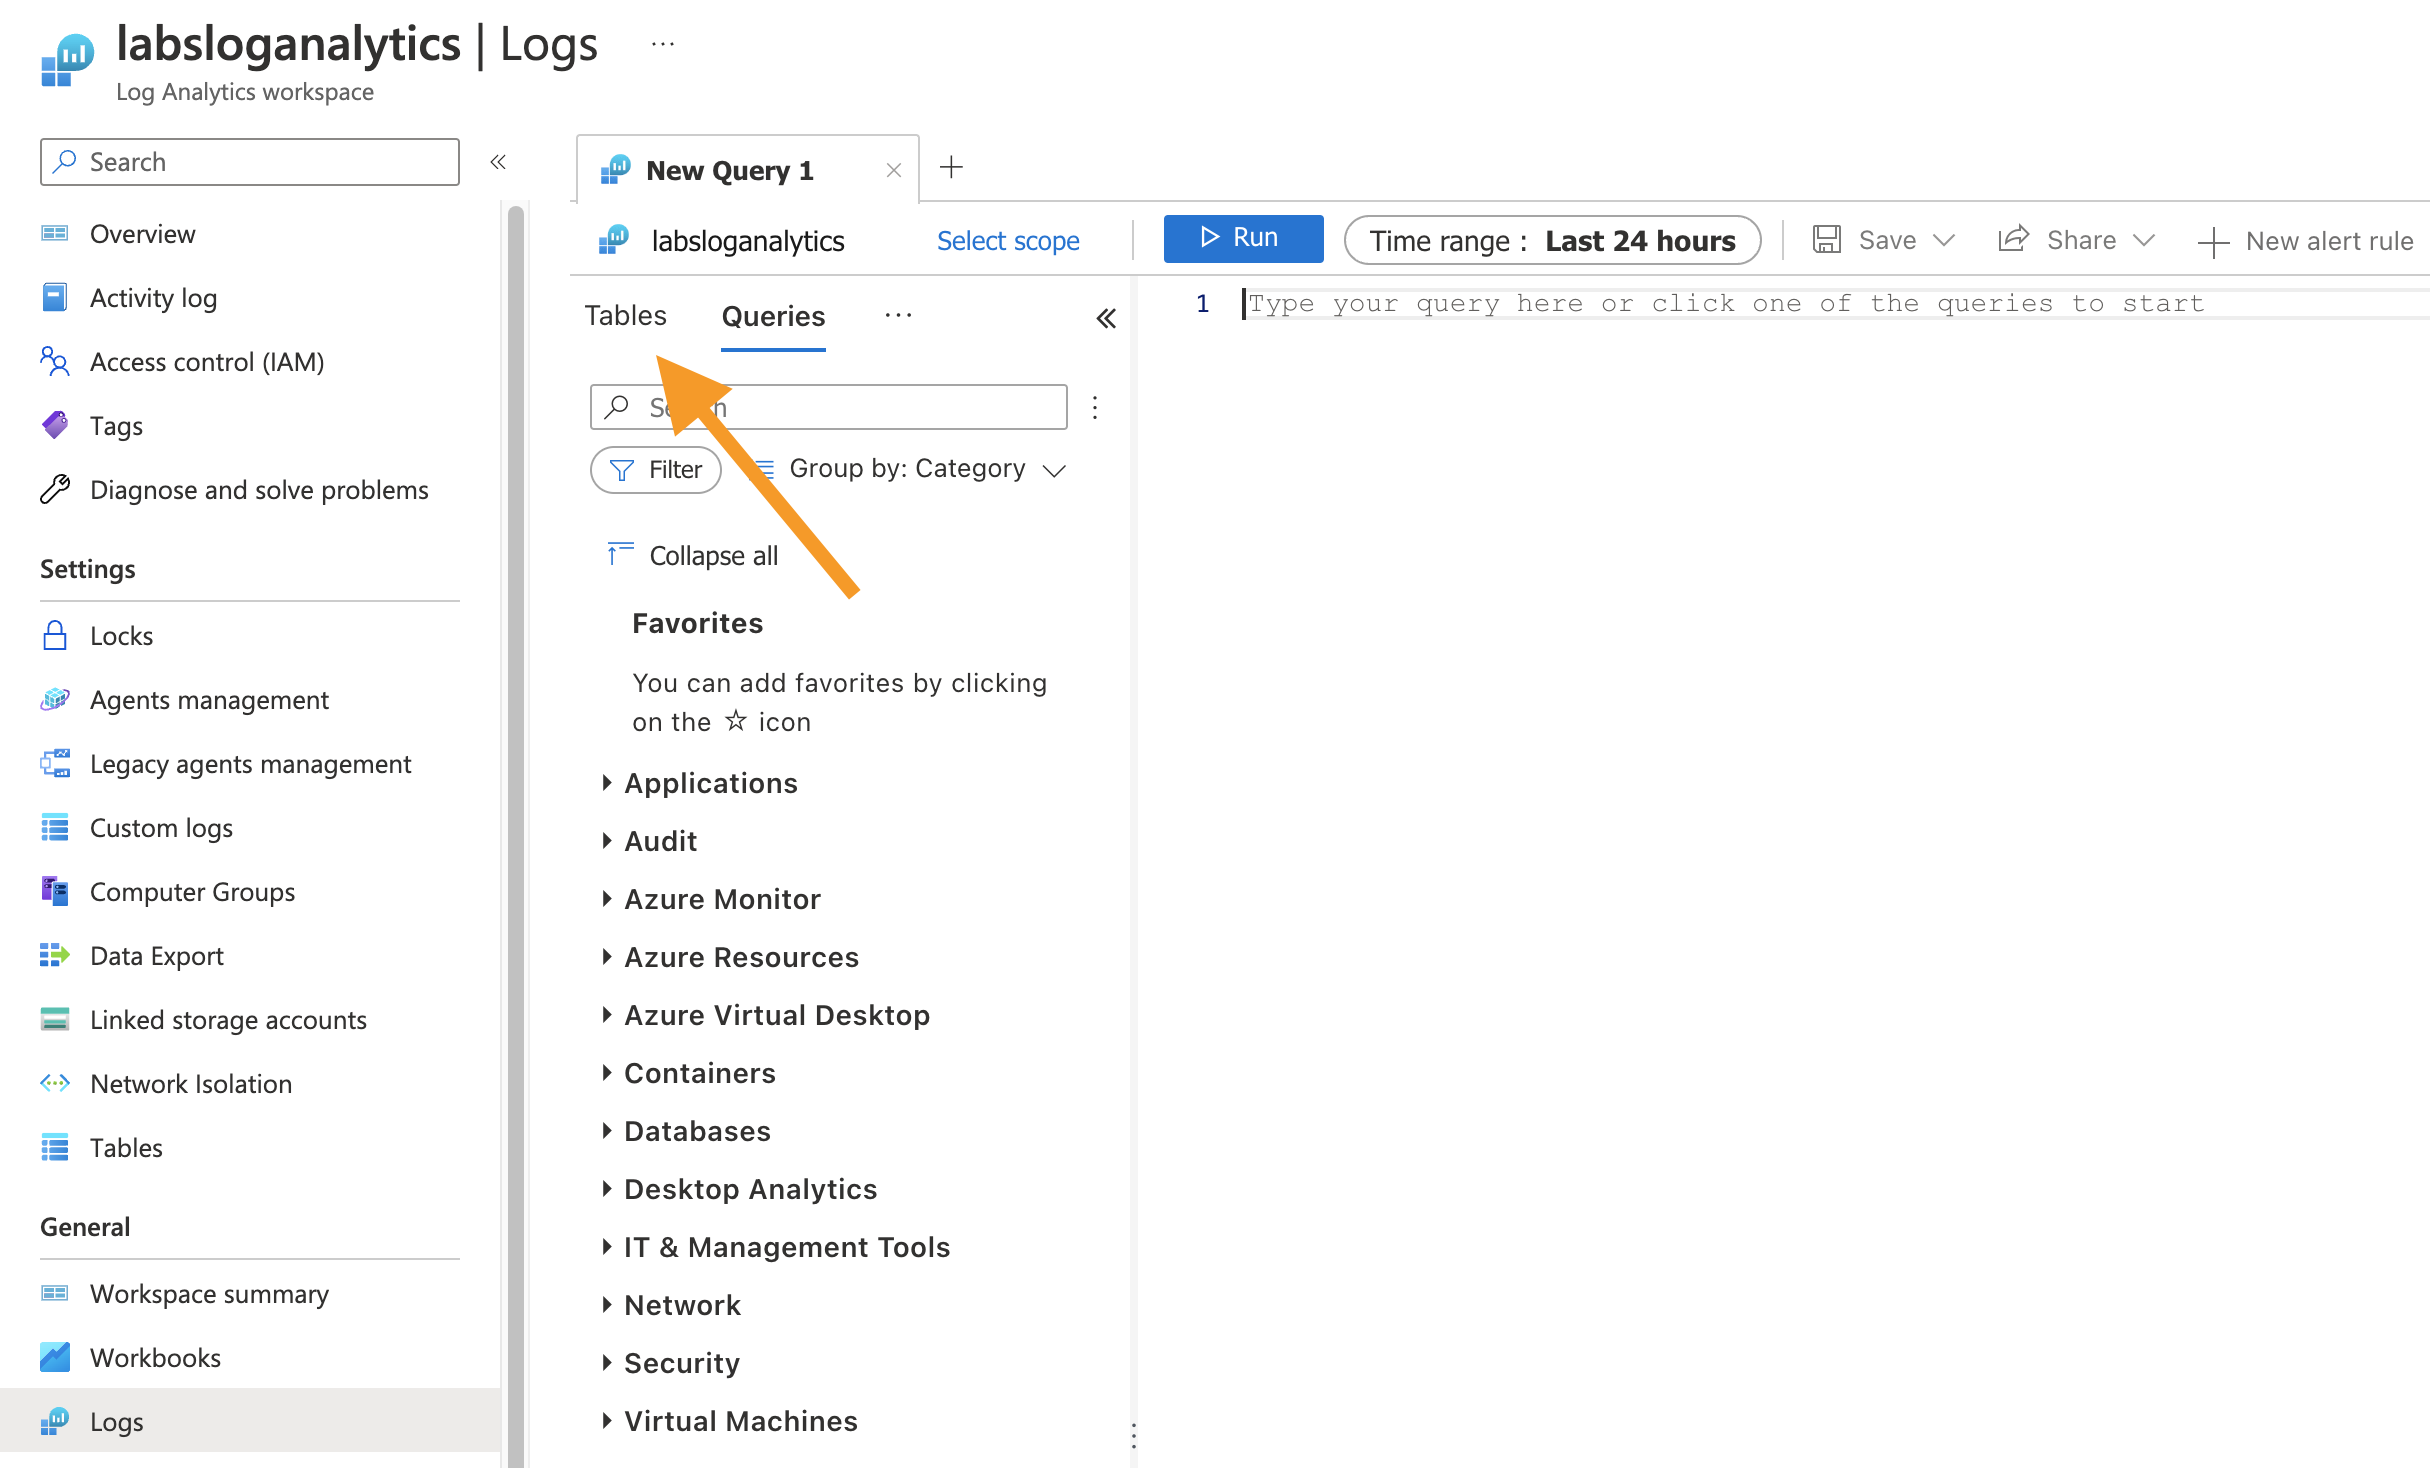 labsloganalytics | Logs ...
Log Analytics workspace
Search
«
Overview
Activity log
Access control (IAM)
Tags
Diagnose and solve problems
Settings
Locks
Agents management
Legacy agents management
Custom logs
Computer Groups
Data Export
Linked storage accounts
Network Isolation
Tables
General
Workspace summary
Workbooks
Logs
New Query 1
labsloganalytics
Select scope
Run
Time range : Last 24 hours
Save
Share
New alert rule
Tables
Queries
...
«
Search
Filter
Group by: Category
Collapse all
Favorites
You can add favorites by clicking
on the ☆ icon
Applications
Audit
Azure Monitor
Azure Resources
Azure Virtual Desktop
Containers
Databases
Desktop Analytics
IT & Management Tools
Network
Security
Virtual Machines
1 Type your query here or click one of the queries to start